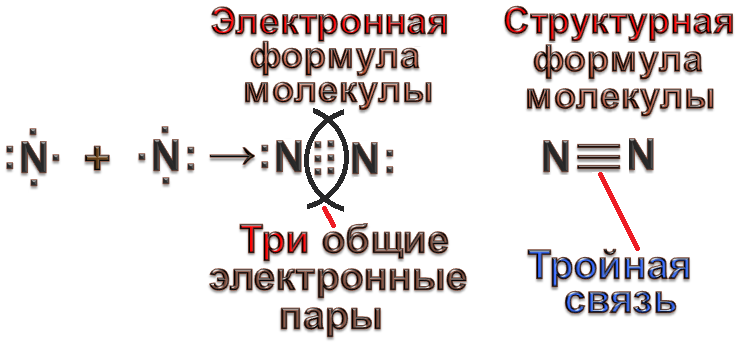 Электронная
формула
молекулы
Структурная
формула
молекулы
:N· + ·N: → :N⋮⋮N:
N≡N
Три общие
электронные
пары
Тройная
связь